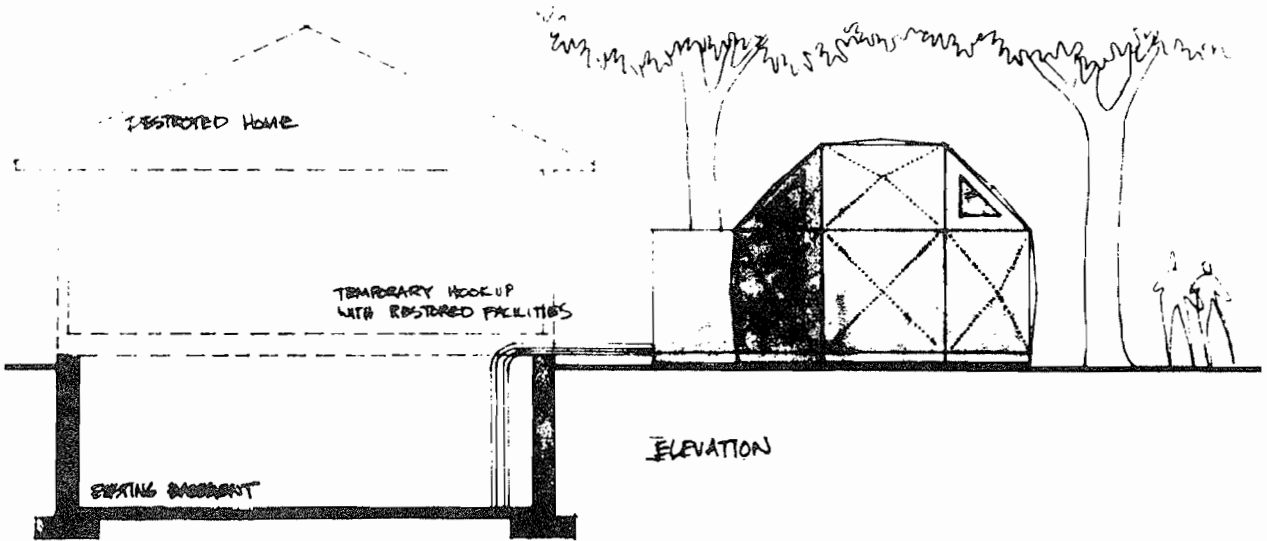 DESTROYED HOME
TEMPORARY HOOK UP
WITH RESTORED FACILITIES
EXISTING BASEMENT
ELEVATION